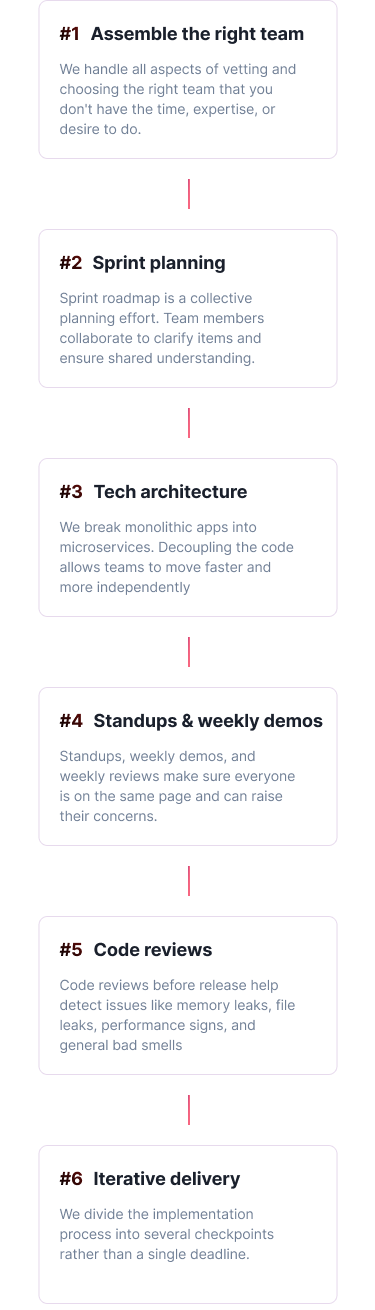 #1 Assemble the right team
We handle all aspects of vetting and
choosing the right team that you
don't have the time, expertise, or
desire to do.
#2 Sprint planning
Sprint roadmap is a collective
planning effort. Team members
collaborate to clarify items and
ensure shared understanding.
#3 Tech architecture
We break monolithic apps into
microservices. Decoupling the code
allows teams to move faster and
more independently
#4 Standups & weekly demos
Standups, weekly demos, and
weekly reviews make sure everyone
is on the same page and can raise
their concerns.
#5 Code reviews
Code reviews before release help
detect issues like memory leaks, file
leaks, performance signs, and
general bad smells
#6 Iterative delivery
We divide the implementation
process into several checkpoints
rather than a single deadline.